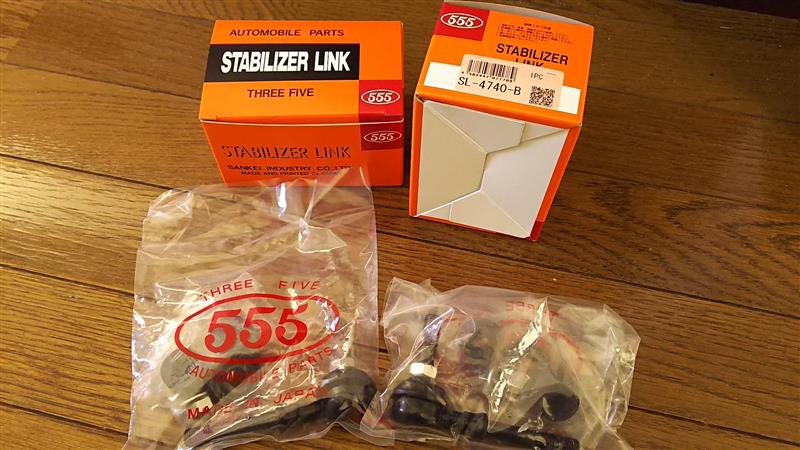 AUTOMOBILE PARTS
STABILIZER LINK
THREE FIVE
555
555
STABILIZER LINK
SANKEI INDUSTRY CO., LTD.
MADE AND PRINTED IN JAPAN
555
STABILIZER
LINK
1PC
SL-4740-B
THREE FIVE
555
AUTOMOBILE PARTS
MADE IN JAPAN